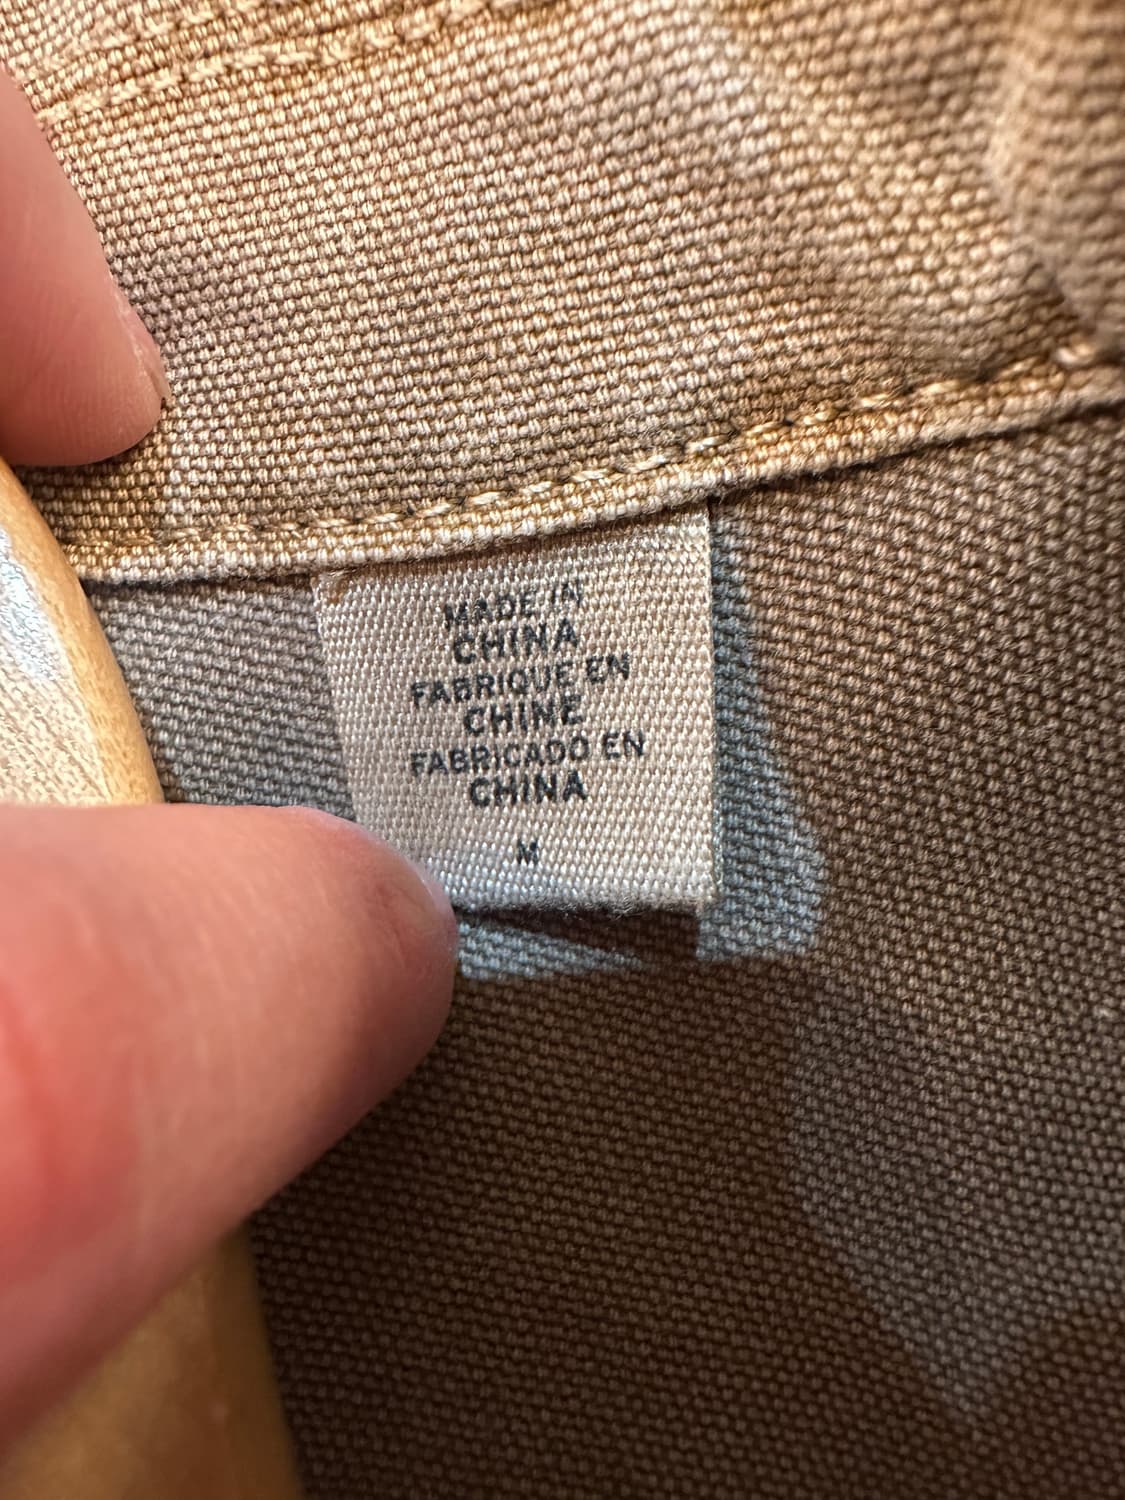 MADE IN
CHINA
FABRIQUE EN
CHINE
FABRICADO EN
CHINA
M